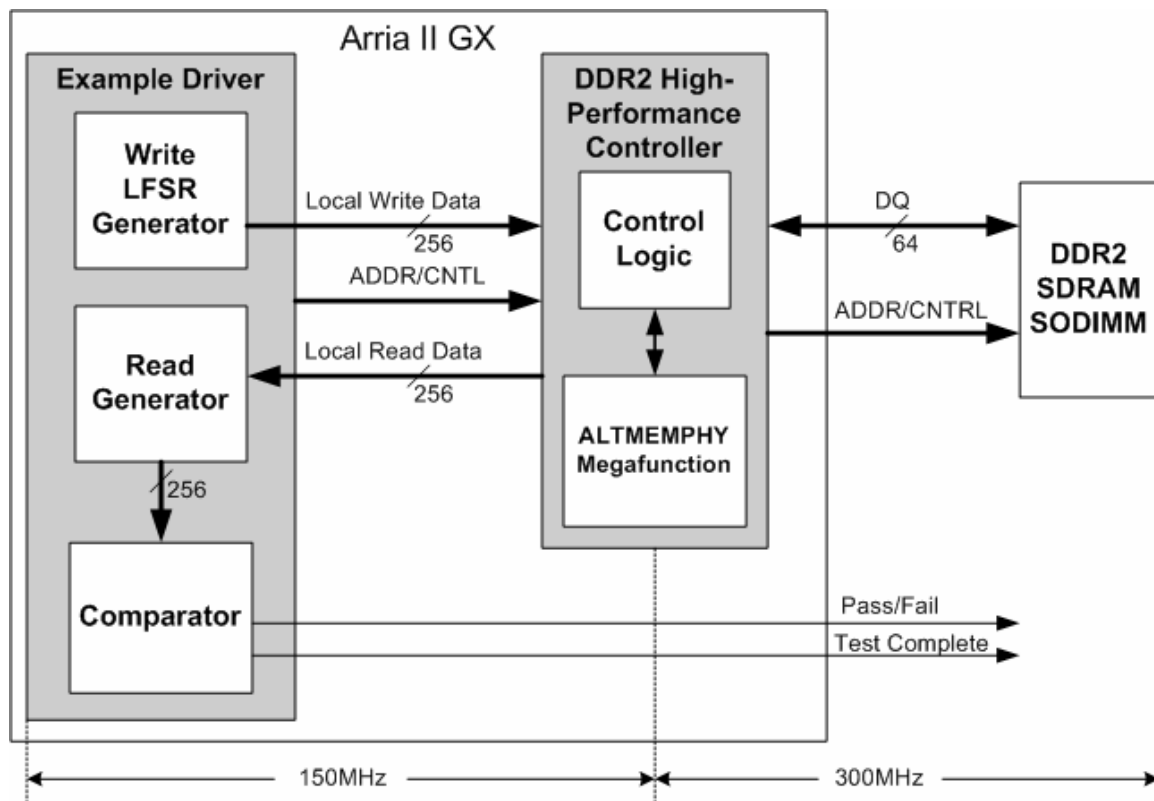 Arria II GX
Example Driver
Write
LFSR
Generator
Local Write Data
256
ADDR/CNTL
Read
Generator
Local Read Data
256
256
Comparator
DDR2 High-
Performance
Controller
Control
Logic
ALTMEMPHY
Megafunction
DQ
64
ADDR/CNTRL
DDR2
SDRAM
SODIMM
Pass/Fail
Test Complete
150MHz
300MHz